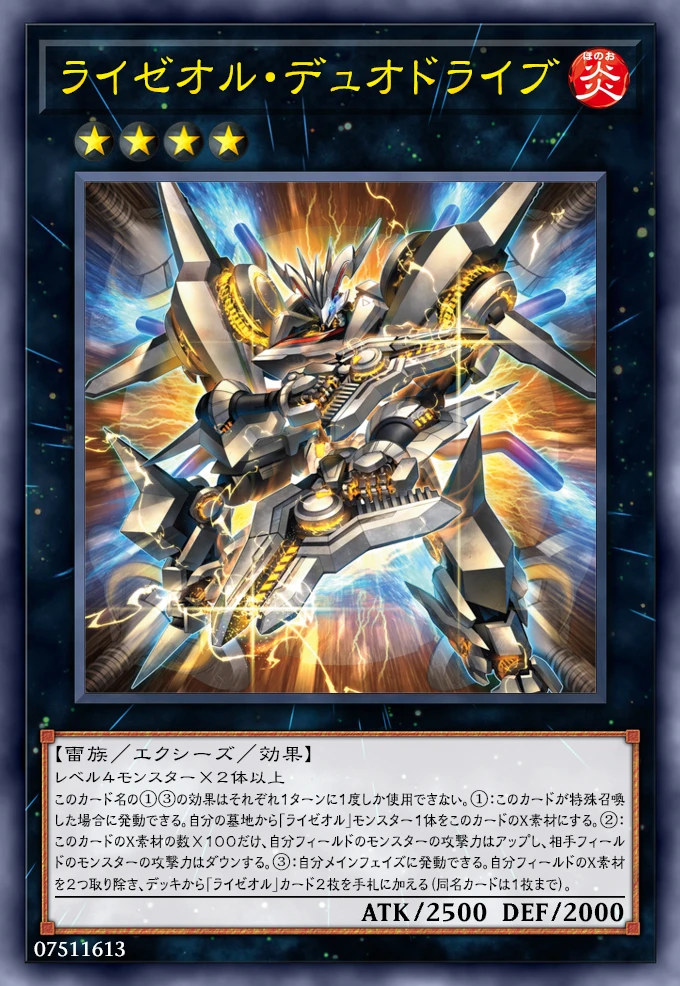 ライゼオル・デュオドライブ
ほのお
炎
【雷族／エクシーズ／効果】
レベル4モンスター×2体以上
このカード名の①③の効果はそれぞれ1ターンに1度しか使用できない。①：このカードが特殊召喚
した場合に発動できる。自分の墓地から「ライゼオル」モンスター1体をこのカードのX素材にする。②：
このカードのX素材の数×100だけ、自分フィールドのモンスターの攻撃力はアップし、相手フィール
ドのモンスターの攻撃力はダウンする。③：自分メインフェイズに発動できる。自分フィールドのX素材
を2つ取り除き、デッキから「ライゼオル」カード2枚を手札に加える（同名カードは1枚まで）。
ATK/2500 DEF/2000
07511613